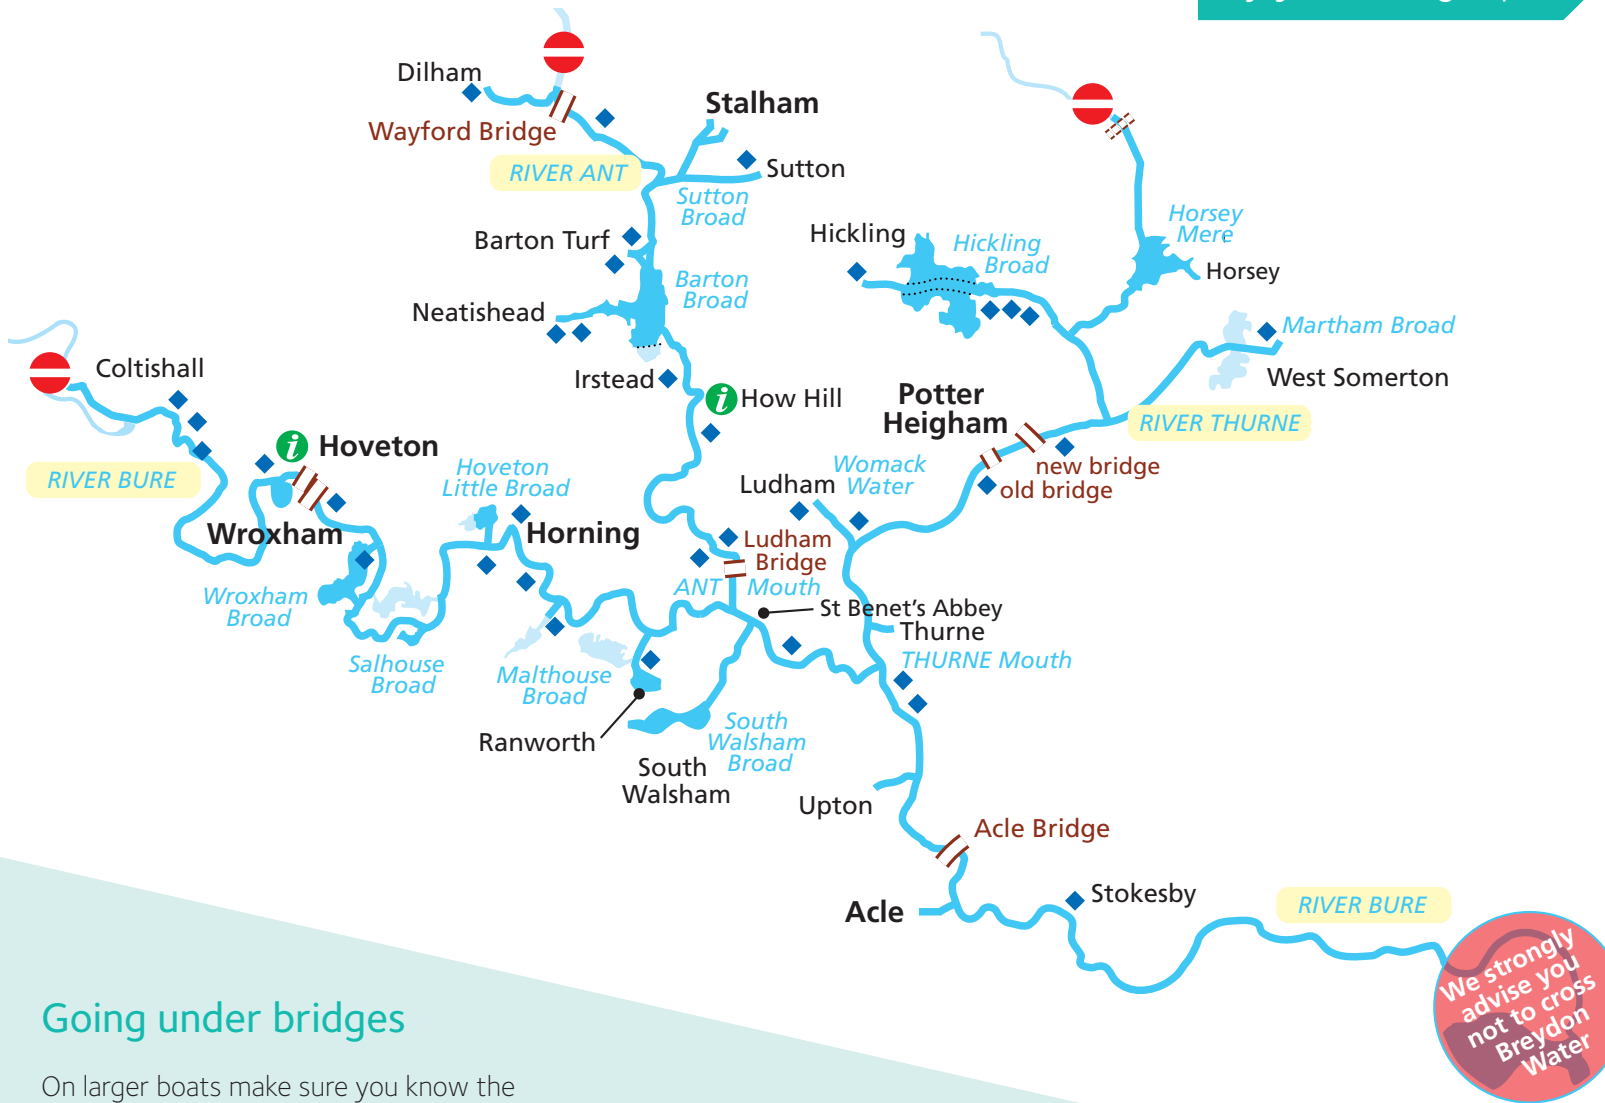 Dilham
Stalham
Wayford Bridge
RIVER ANT
Sutton
Sutton
Broad
Barton Turf
Hickling
Hickling
Broad
Horsey
Mere
Horsey
Barton
Broad
Neatishead
Martham Broad
West Somerton
Coltishall
Irstead
How Hill
Potter
Heigham
RIVER THURNE
Hoveton
RIVER BURE
Hoveton
Little Broad
Womack
Water
Ludham
new bridge
old bridge
Wroxham
Horning
Ludham
Bridge
ANT Mouth
Wroxham
Broad
St Benet's Abbey
Thurne
THURNE Mouth
Salhouse
Broad
Malthouse
Broad
Ranworth
South
Walsham
Broad
South
Walsham
Upton
Acle Bridge
Acle
Stokesby
RIVER BURE
We strongly
advise you
not to cross
Breydon
Water
Going under bridges
On larger boats make sure you know the